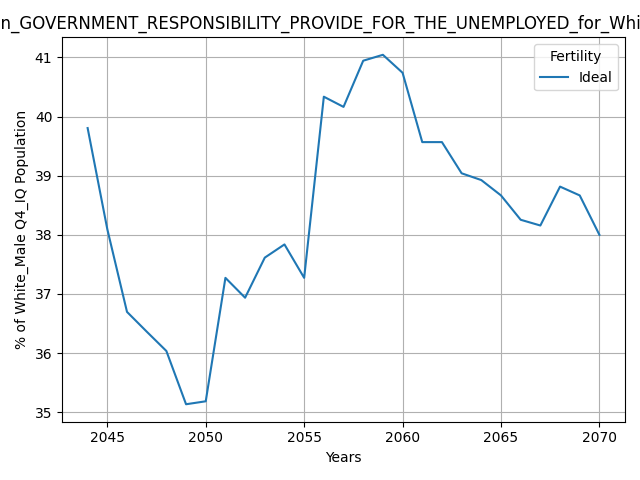 n_GOVERNMENT_RESPONSIBILITY_PROVIDE_FOR_THE_UNEMPLOYED_for_Whi
Fertility
Ideal
% of White_Male Q4_IQ Population
41
40
39
38
37
36
35
2045
2050
2055
2060
2065
2070
Years